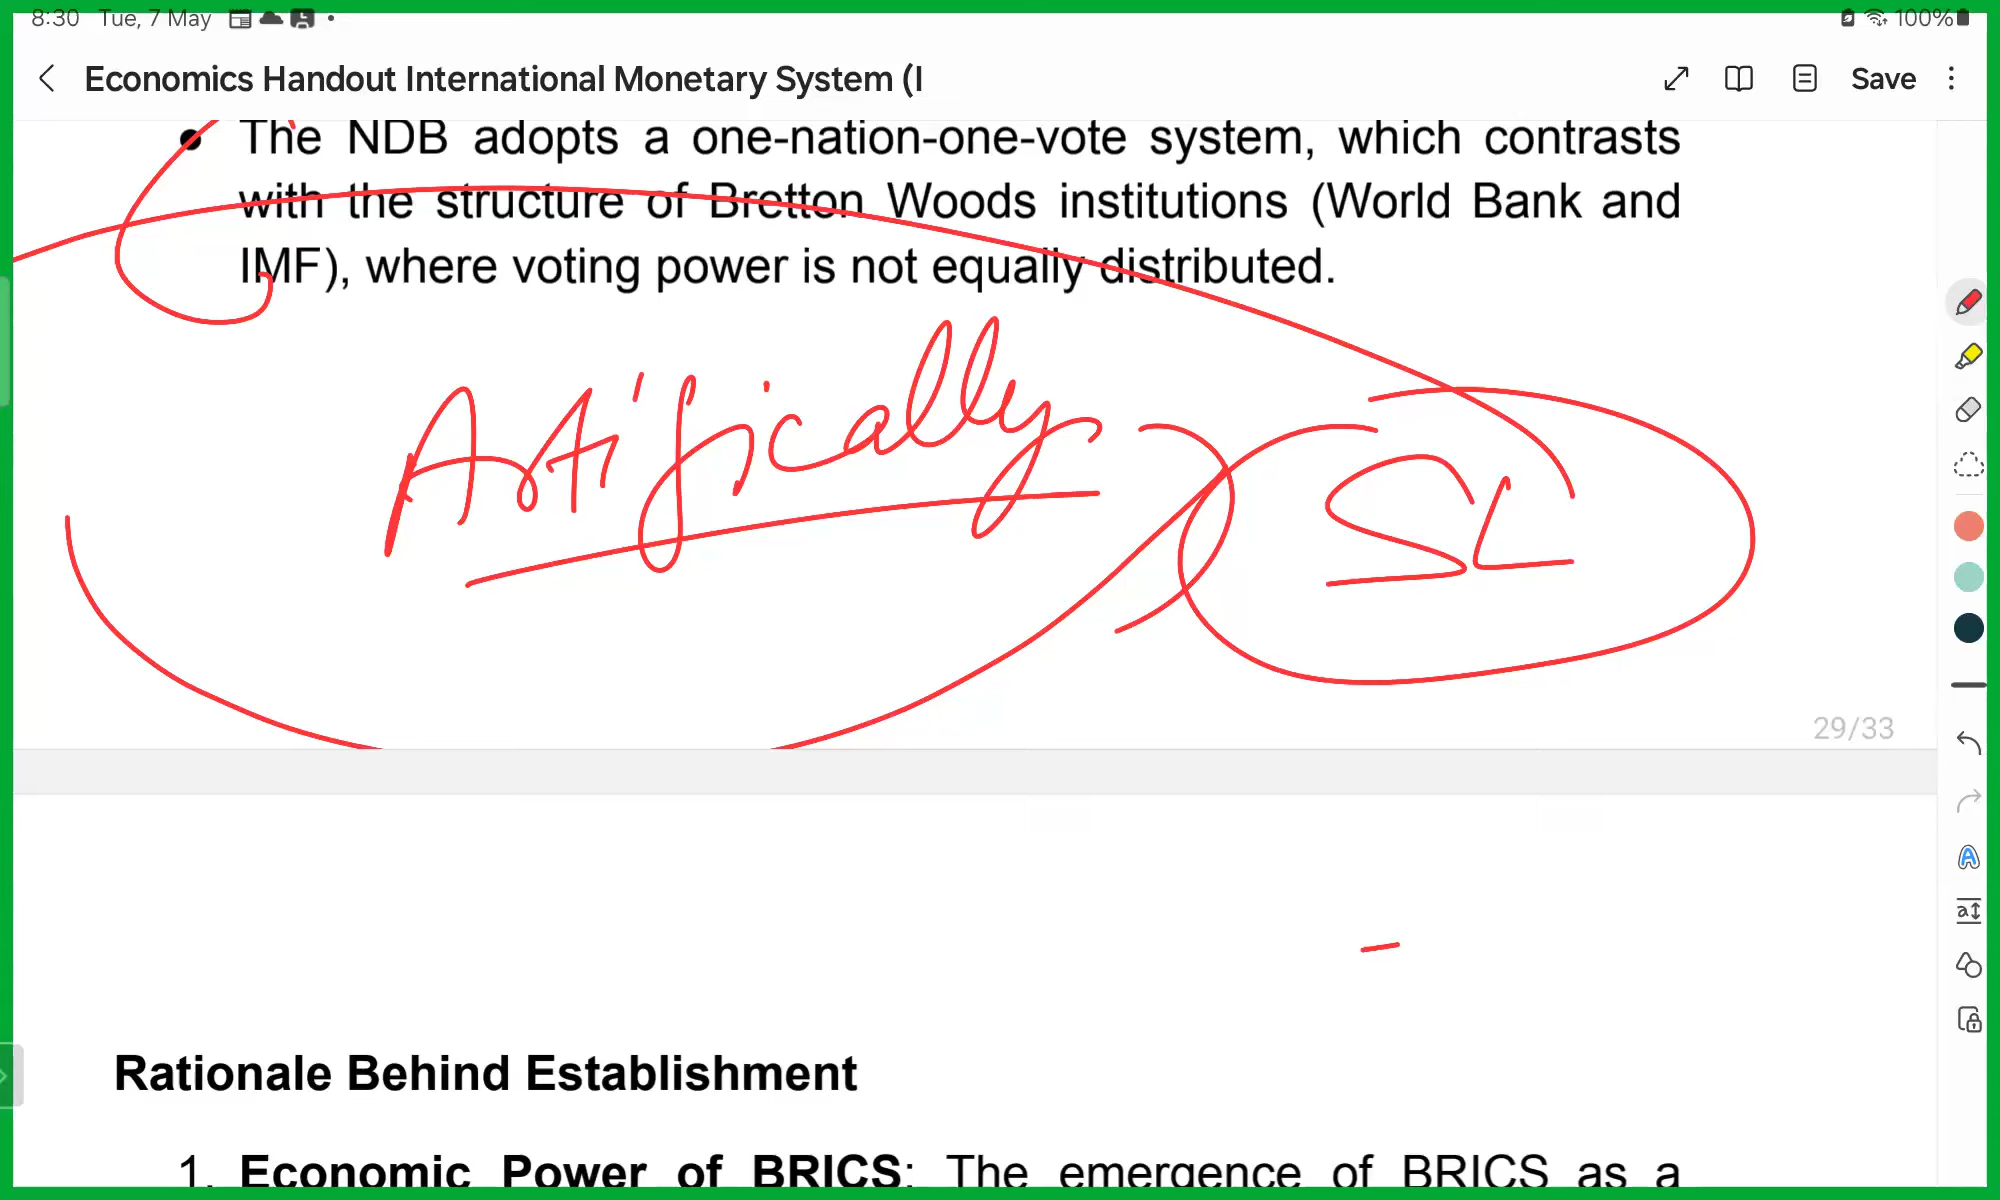 8:30 Tue, 7 May 100%
Economics Handout International Monetary System (I Save
• The NDB adopts a one-nation-one-vote system, which contrasts
with the structure of Bretton Woods institutions (World Bank and
IMF), where voting power is not equally distributed.
Artifically
SL
29/33
Rationale Behind Establishment
1. Economic Power of BRICS: The emergence of BRICS as a